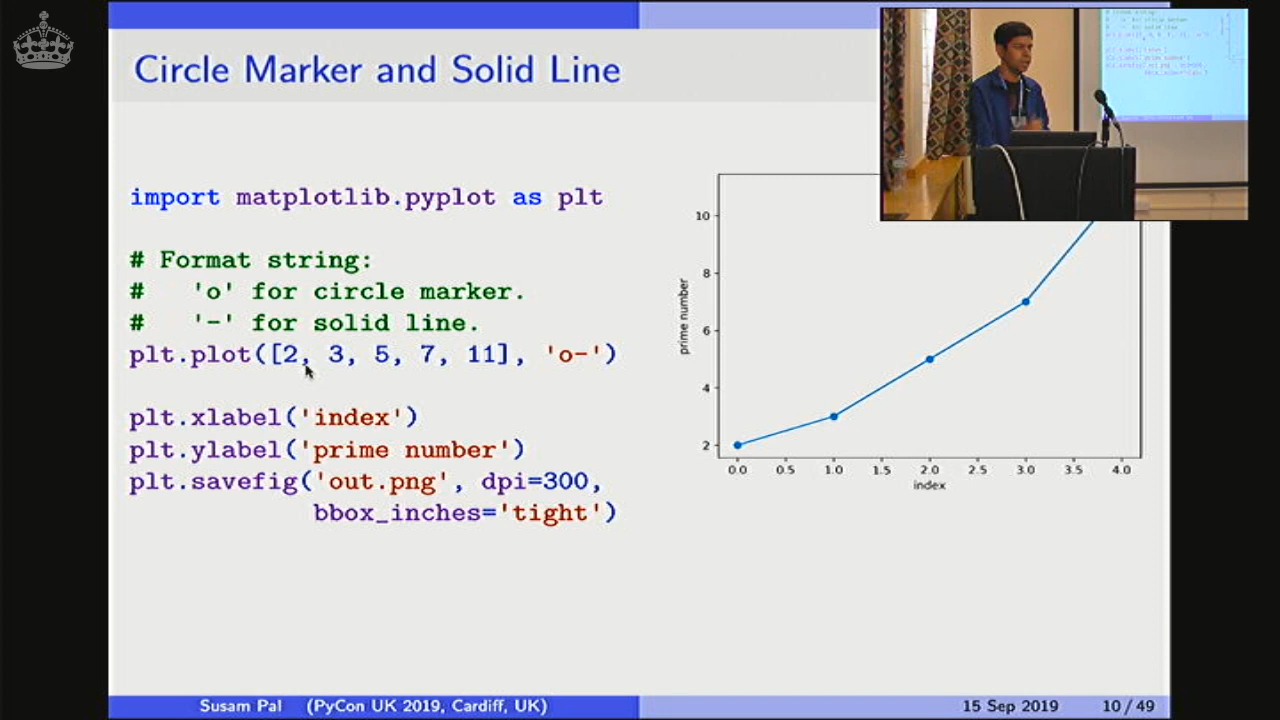 Circle Marker and Solid Line
import matplotlib.pyplot as plt
# Format string:
#   'o' for circle marker.
#   '-' for solid line.
plt.plot([2, 3, 5, 7, 11], 'o-')
plt.xlabel('index')
plt.ylabel('prime number')
plt.savefig('out.png', dpi=300,
            bbox_inches='tight')
prime number
10
8
6
4
2
0.0 0.5 1.0 1.5 2.0 2.5 3.0 3.5 4.0
index
Susam Pal (PyCon UK 2019, Cardiff, UK) 15 Sep 2019 10 / 49